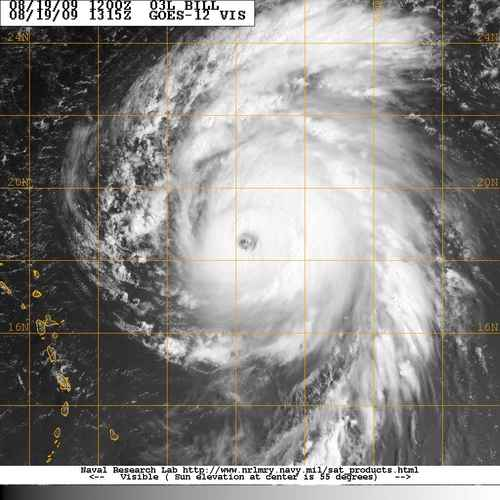 08/19/09 1200Z 03L BILL
08/19/09 1315Z GOES-12 VIS
24N
20N 20N
16N 16N
Naval Research Lab http://www.nrlmry.navy.mil/sat_products.html
<-- Visible ( Sun elevation at center is 55 degrees) -->